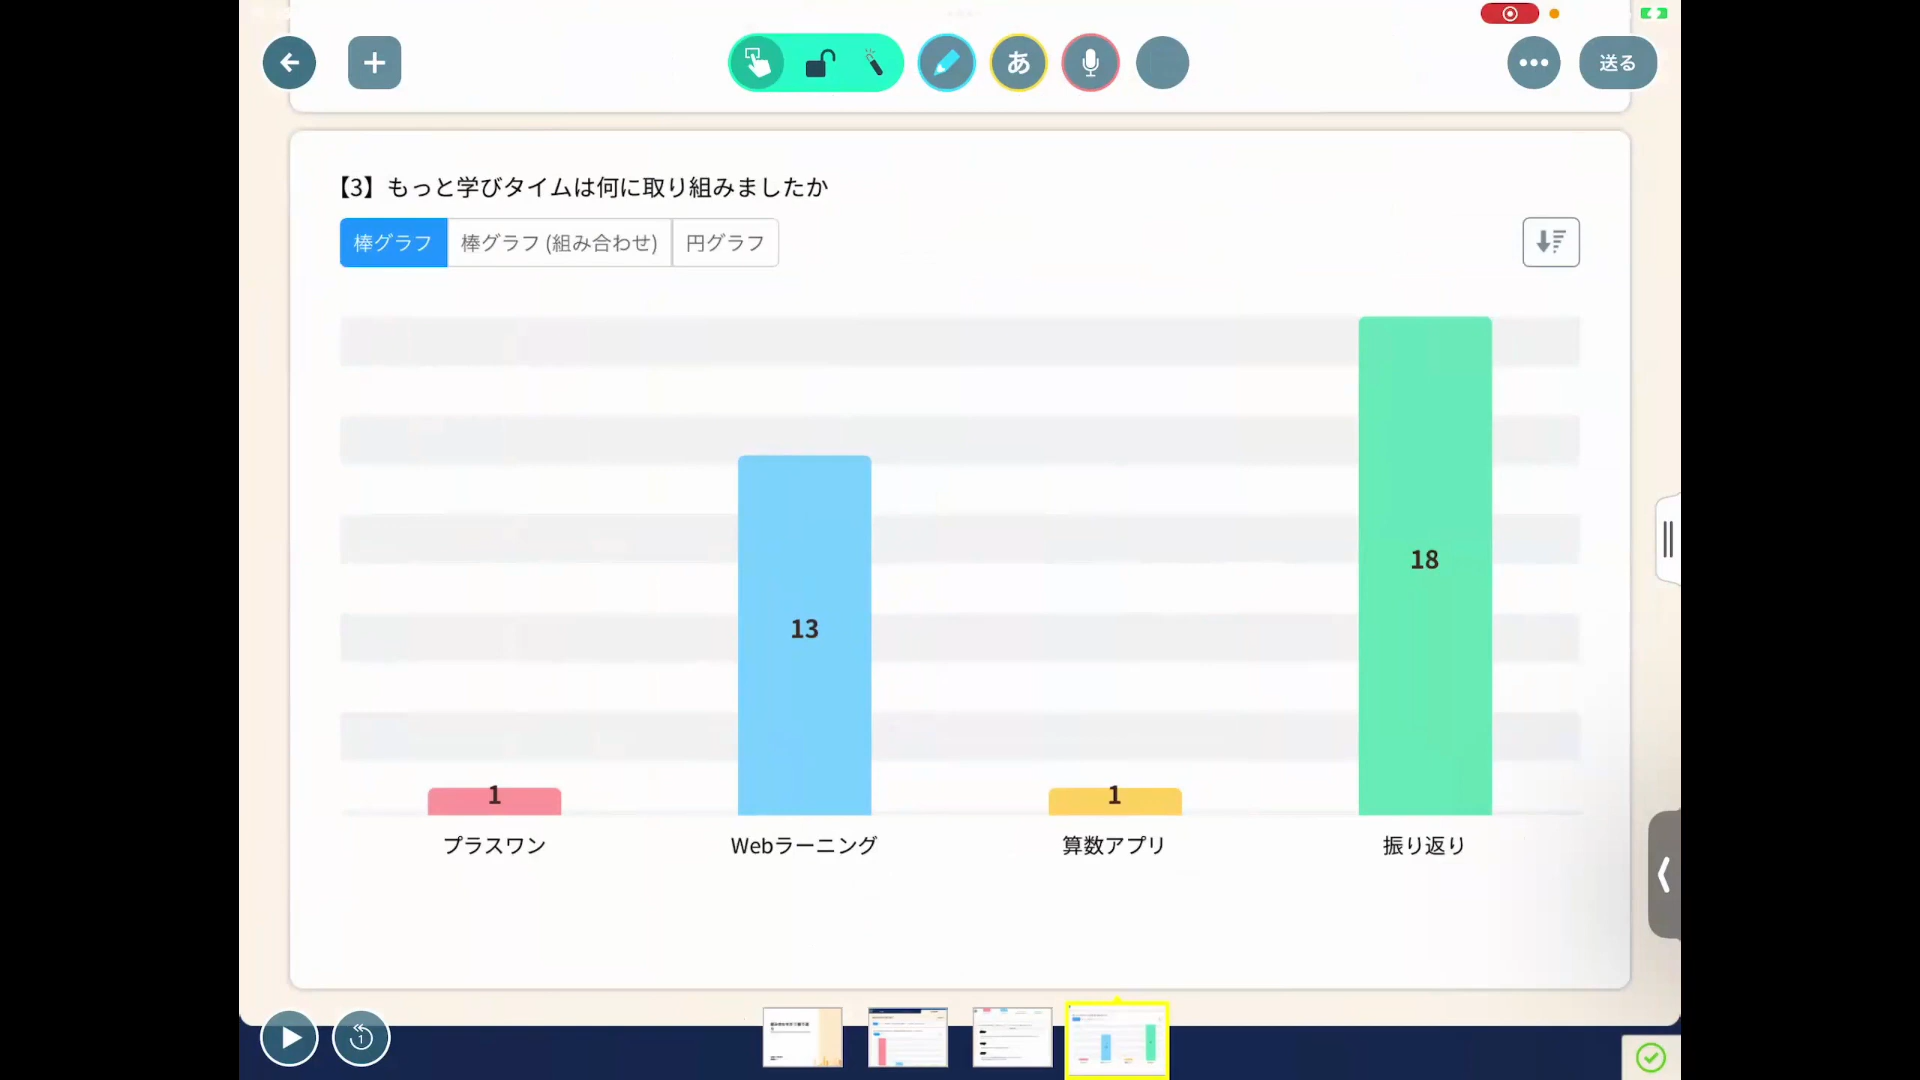 あ
送る
【3】もっと学びタイムは何に取り組みましたか
棒グラフ
棒グラフ (組み合わせ)
円グラフ
18
13
1
1
プラスワン
Webラーニング
算数アプリ
振り返り
1